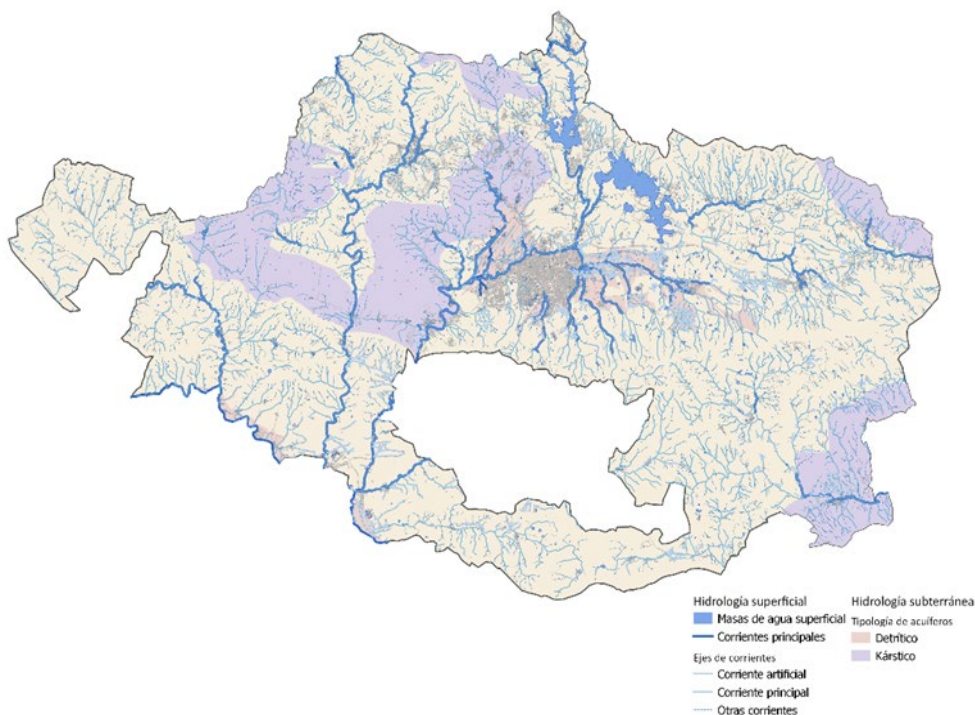 Hidrología superficial
Masas de agua superficial
Corrientes principales
Ejes de corrientes
Corriente artificial
Corriente principal
Otras corrientes
Hidrología subterránea
Tipología de acuíferos
Detrítico
Kárstico